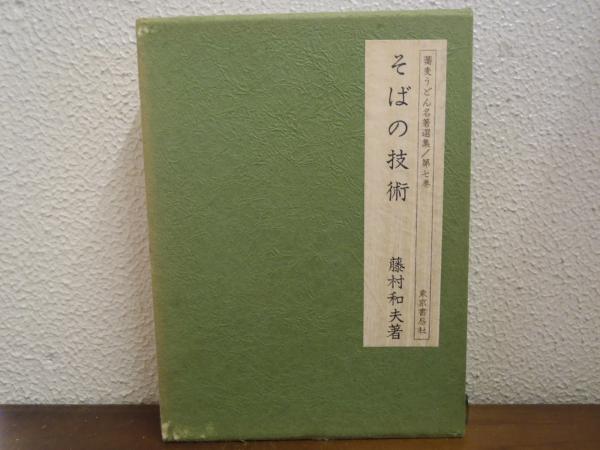 蕎麦うどん名著選集/第七巻
東京書房社
そばの技術
藤村和夫著